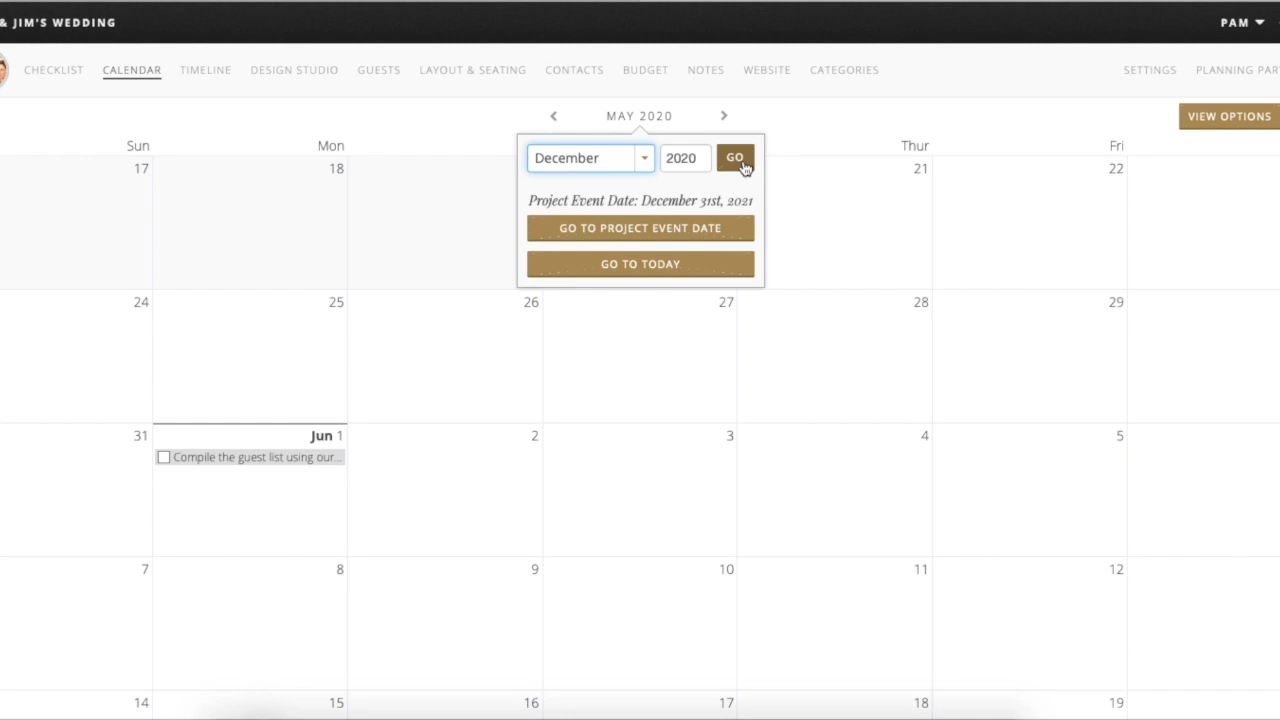 & JIM'S WEDDING
PAM
CHECKLIST CALENDAR TIMELINE DESIGN STUDIO GUESTS LAYOUT & SEATING CONTACTS BUDGET NOTES WEBSITE CATEGORIES SETTINGS PLANNING PAR
MAY 2020
VIEW OPTIONS
Sun Mon Thur Fri
December 2020 GO
17 18 21 22
Project Event Date: December 31st, 2021
GO TO PROJECT EVENT DATE
GO TO TODAY
24 25 26 27 28 29
31 Jun 1 2 3 4 5
Compile the guest list using our...
7 8 9 10 11 12
14 15 16 17 18 19